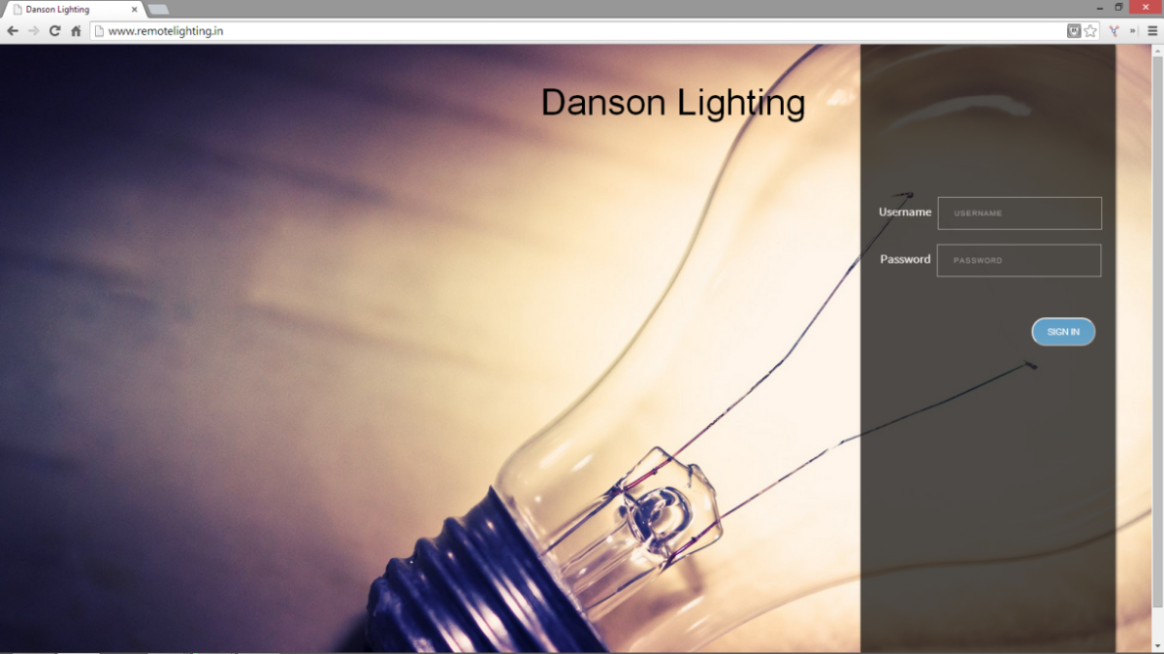 Danson Lighting
www.remotelighting.in
Danson Lighting
Username
USERNAME
Password
PASSWORD
SIGN IN